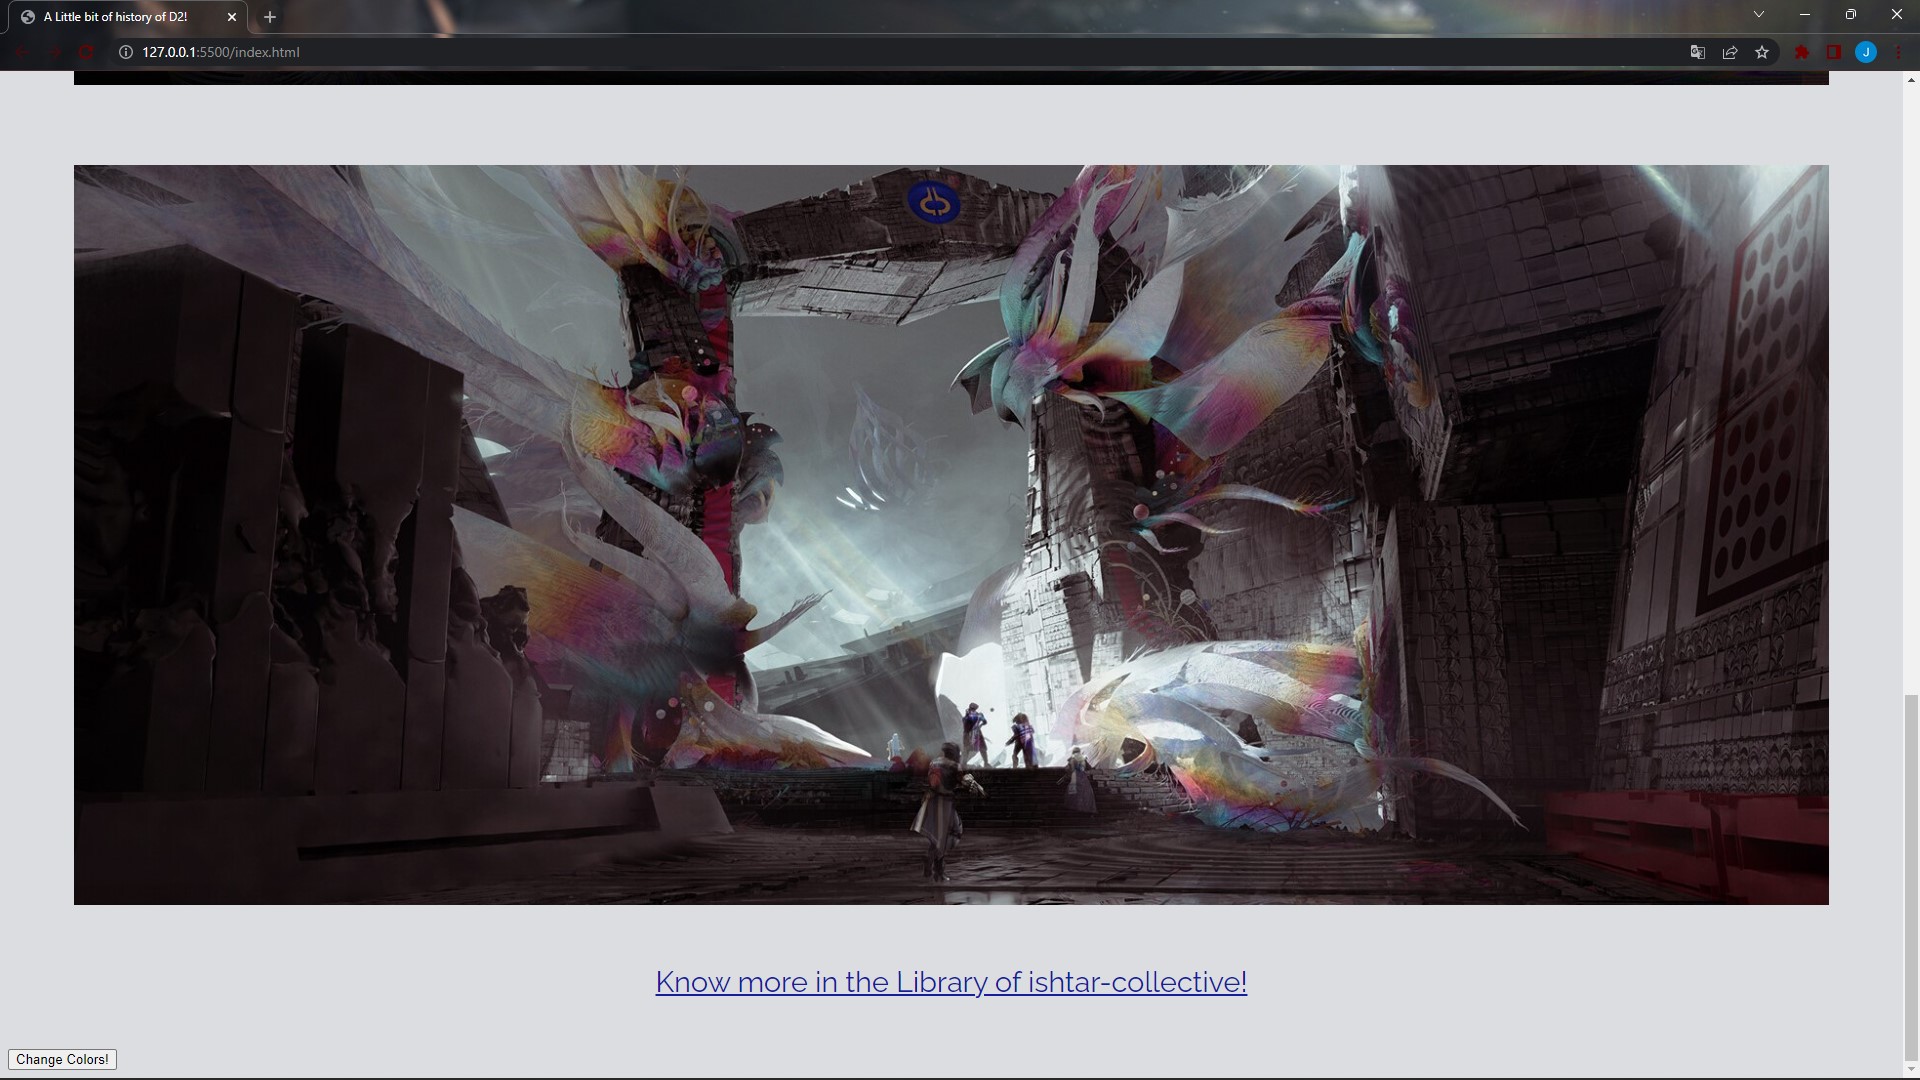 A Little bit of history of D2!
127.0.0.1:5500/index.html
J
Know more in the Library of ishtar-collective!
Change Colors!